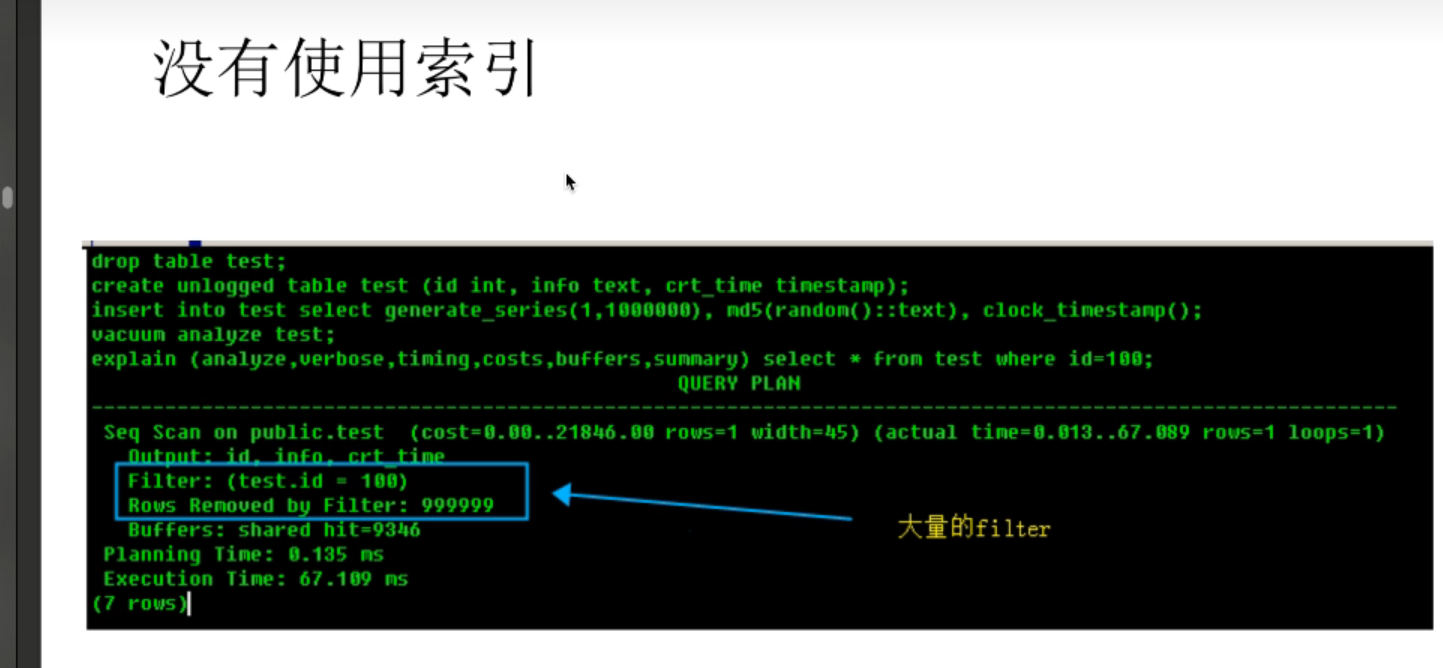 没有使用索引
drop table test;
create unlogged table test (id int, info text, crt_time timestamp);
insert into test select generate_series(1,1000000), md5(random()::text), clock_timestamp();
vacuum analyze test;
explain (analyze,verbose,timing,costs,buffers,summary) select * from test where id=100;
QUERY PLAN
Seq Scan on public.test (cost=0.00..21846.00 rows=1 width=45) (actual time=0.013..67.089 rows=1 loops=1)
Output: id, info, crt_time
Filter: (test.id = 100)
Rows Removed by Filter: 999999
Buffers: shared hit=9346
大量的filter
Planning Time: 0.135 ms
Execution Time: 67.109 ms
(7 rows)